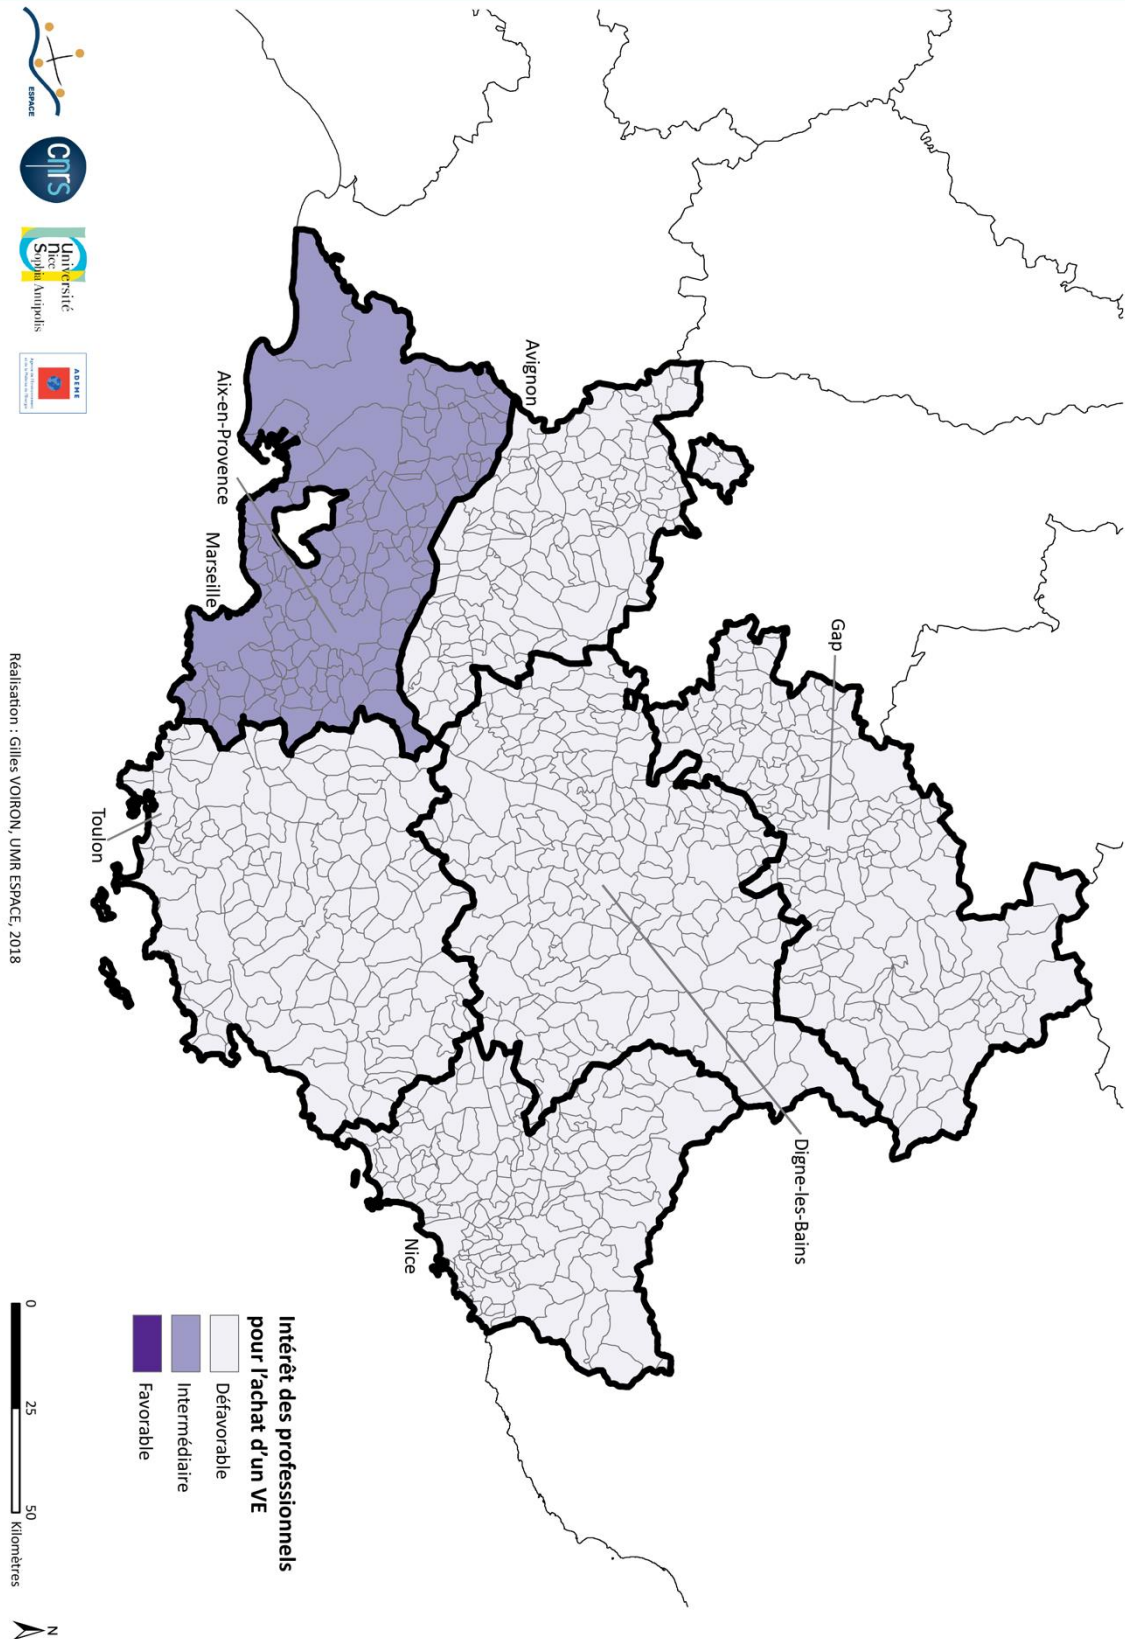 Gap
Avignon
Digne-les-Bains
Aix-en-Provence
Marseille
Nice
Toulon
Intérêt des professionnels
pour l'achat d'un VE
Défavorable
Intermédiaire
Favorable
0
25
50
Kilomètres
N
ESPACE
cnrs
Université
nice
Sophia Antipolis
ADEME
Réalisation : Gilles VOIRON, UMR ESPACE, 2018